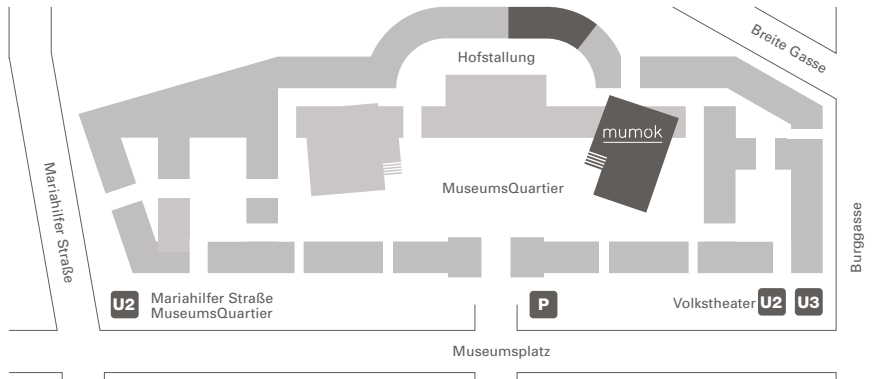 Breite Gasse
Hofstallung
mumok
Mariahilfer Straße
MuseumsQuartier
Burggasse
U2
Mariahilfer Straße
MuseumsQuartier
P
Volkstheater
U2
U3
Museumsplatz